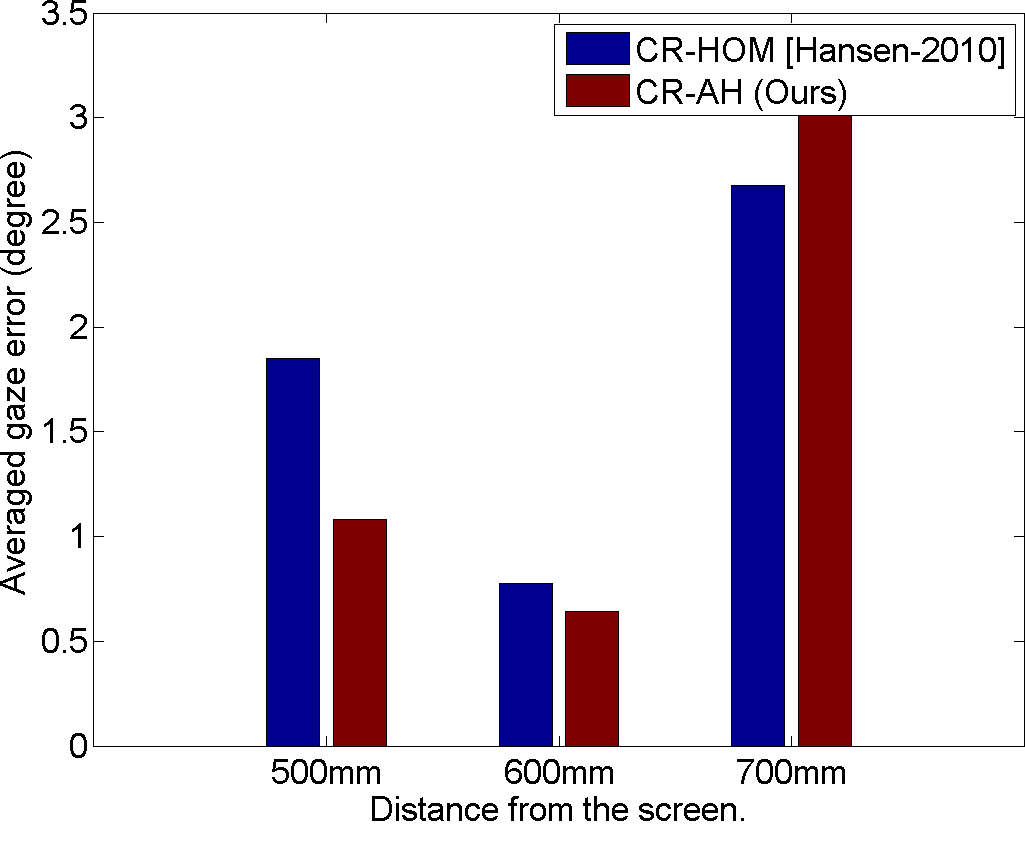 3.5
3
2.5
2
1.5
1
0.5
0
Averaged gaze error (degree)
CR-HOM [Hansen-2010]
CR-AH (Ours)
500mm
600mm
700mm
Distance from the screen.